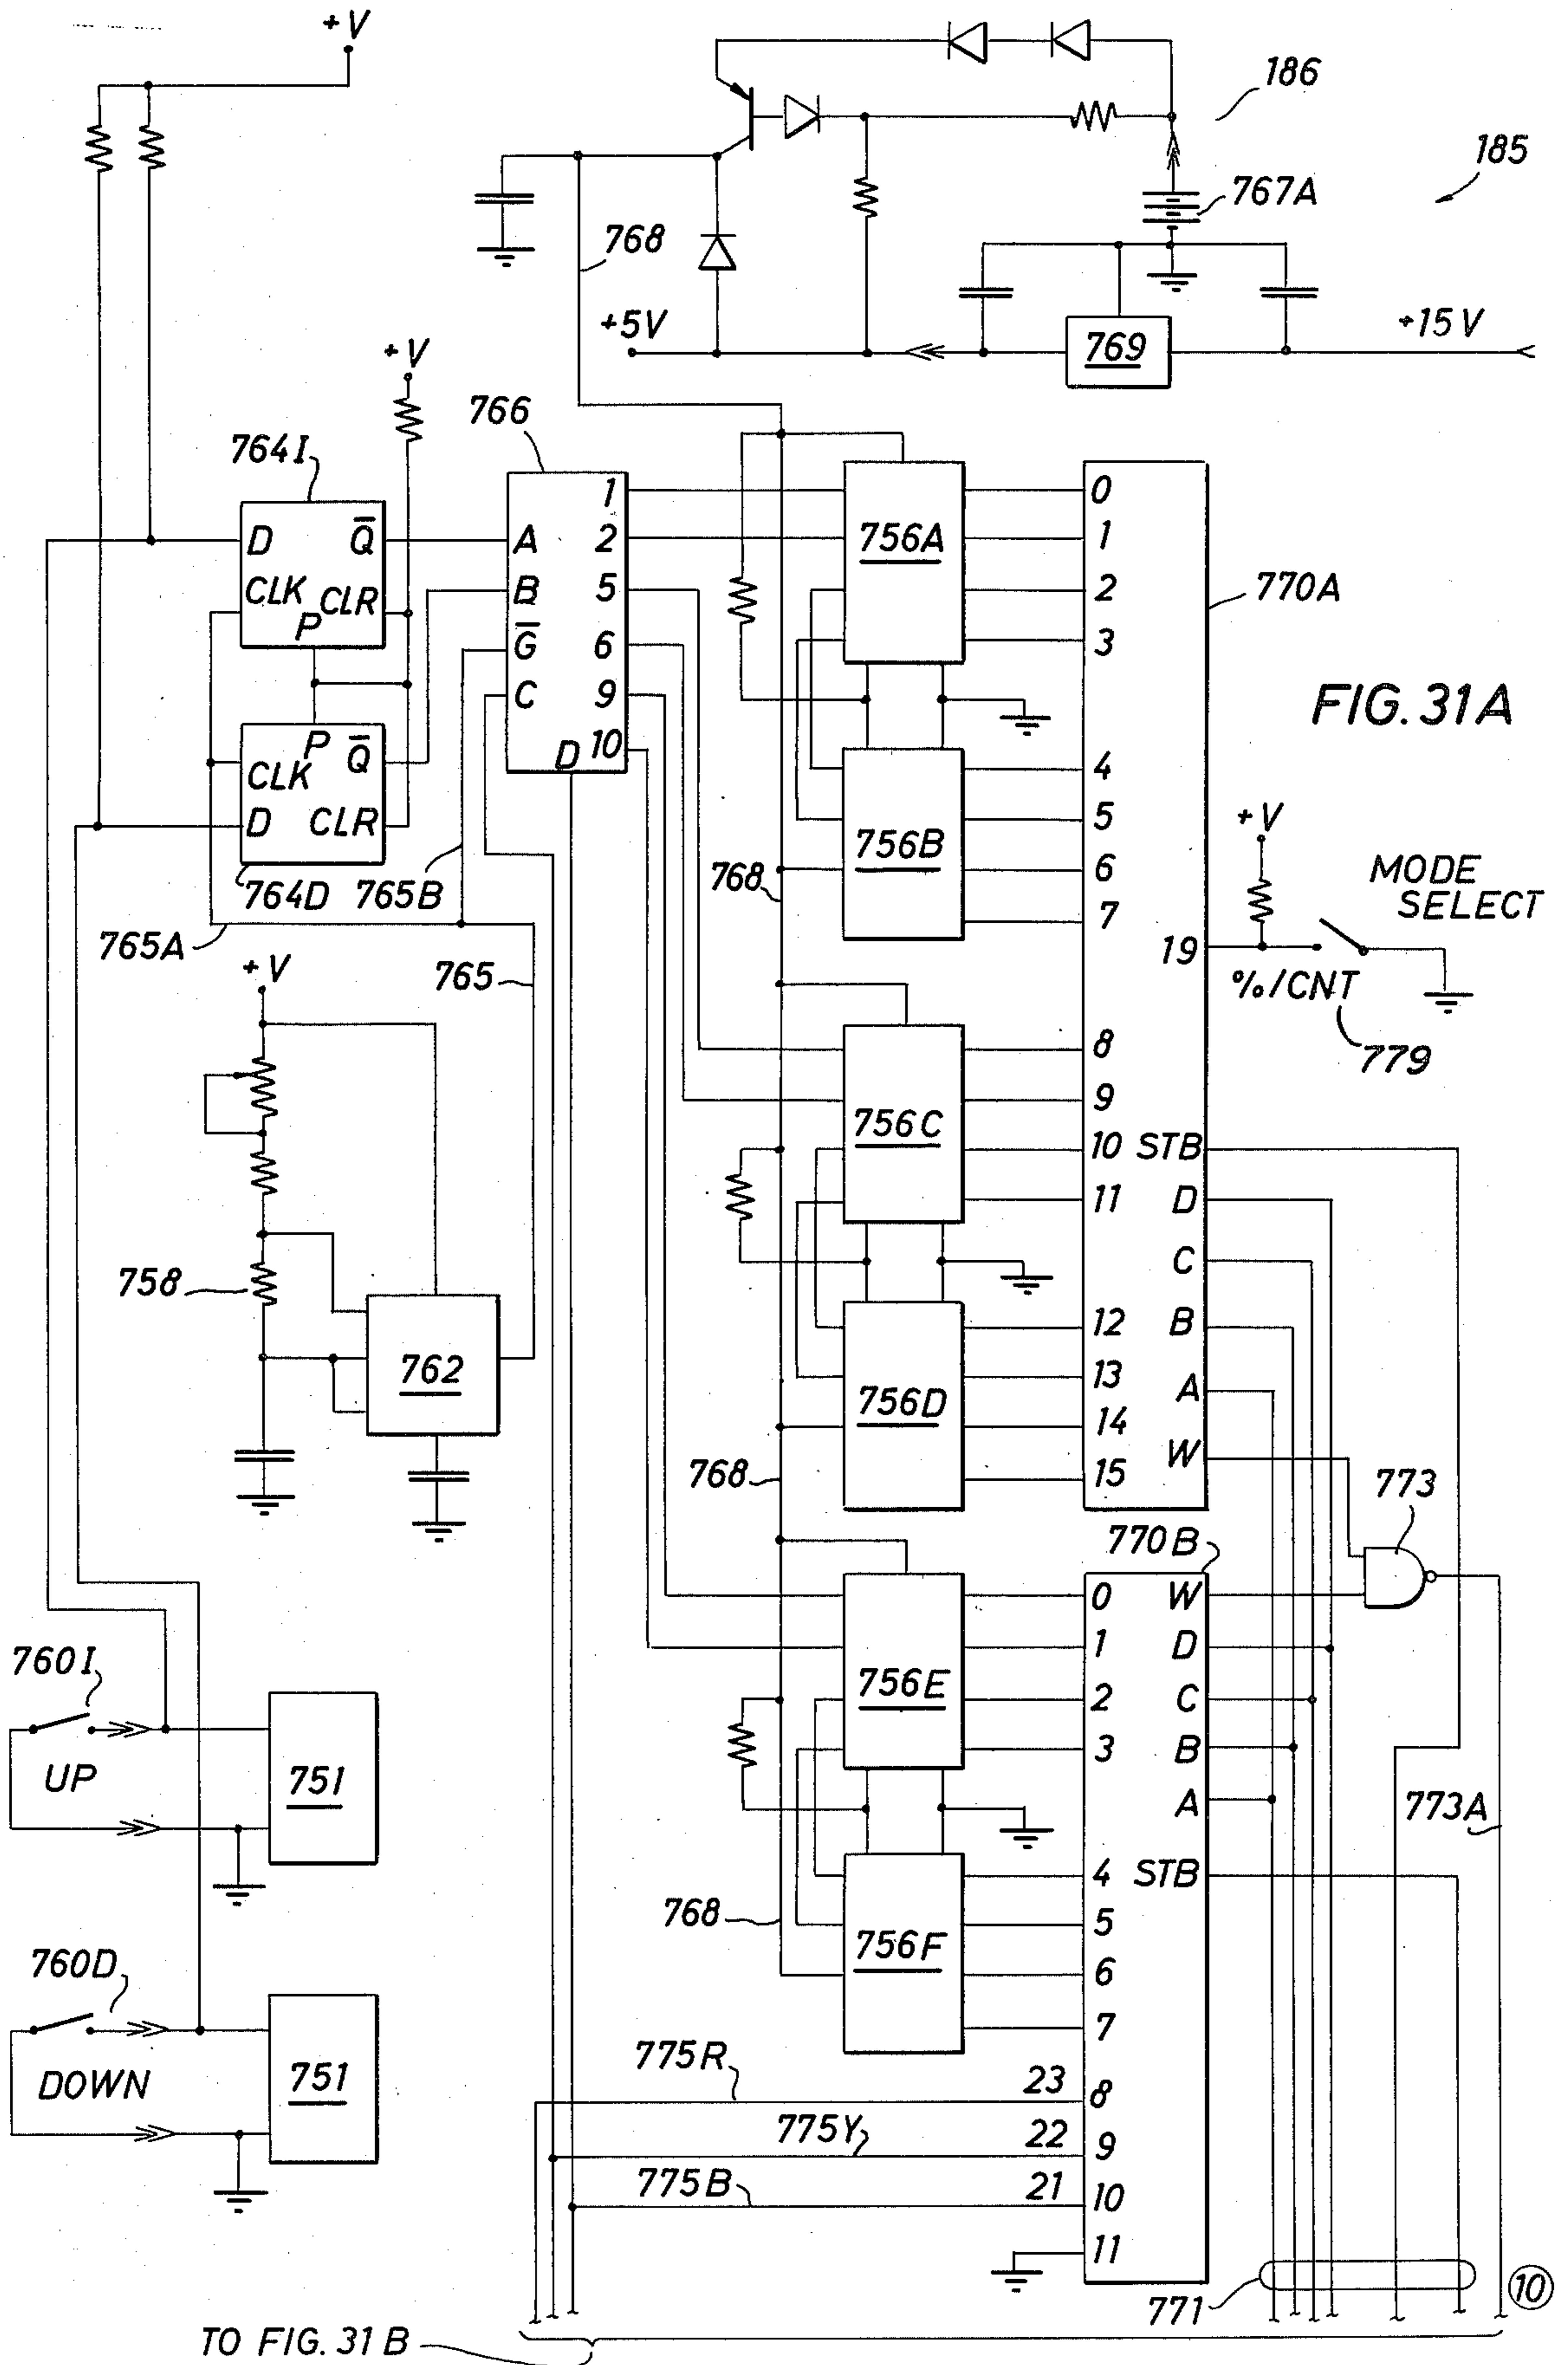 +V
186
185
767A
768
+5V
769
+15V
+V
766
764I
D Q̅
CLK CLR
P
P Q̅
CLK
D CLR
764D
765B
765A
765
A
B
G̅
C
D
1
2
5
6
9
10
756A
756B
768
0
1
2
3
4
5
6
7
770A
FIG. 31A
+V
MODE
SELECT
19
%/CNT
779
+V
758
762
756C
756D
768
8
9
10 STB
11 D
C
12 B
13 A
14
W
15
773
770B
0 W
1 D
2 C
3 B
A
4 STB
5
6
7
756E
756F
768
773A
760I
UP
751
760D
DOWN
751
775R
23 8
775Y
22 9
775B
21 10
11
771
10
TO FIG. 31B